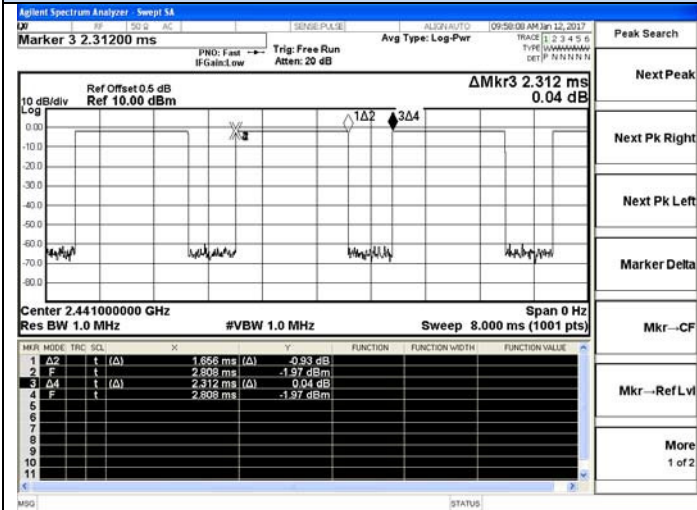 Agilent Spectrum Analyzer - Swept SA
RF 50 Ω AC SENSE:PULSE ALIGN AUTO 09:58:08 AM Jan 12, 2017
Marker 3 2.31200 ms
PNO: Fast
IFGain:Low
Trig: Free Run
Atten: 20 dB
Avg Type: Log-Pwr
TRACE 1 2 3 4 5 6
TYPE
DET P N N N N N
Peak Search
Next Peak
Next Pk Right
Next Pk Left
Marker Delta
Mkr→CF
Mkr→Ref Lvl
More
1 of 2
ΔMkr3 2.312 ms
0.04 dB
Ref Offset 0.5 dB
10 dB/div Ref 10.00 dBm
Log
0.00
-10.0
-20.0
-30.0
-40.0
-50.0
-60.0
-70.0
-80.0
1Δ2
3Δ4
Center 2.441000000 GHz Span 0 Hz
Res BW 1.0 MHz #VBW 1.0 MHz Sweep 8.000 ms (1001 pts)
MKR MODE TRC SCL X Y FUNCTION FUNCTION WIDTH FUNCTION VALUE
1 Δ2 t (Δ) 1.656 ms (Δ) -0.93 dB
2 F t 2.808 ms -1.97 dBm
3 Δ4 t (Δ) 2.312 ms (Δ) 0.04 dB
4 F t 2.808 ms -1.97 dBm
5
6
7
8
9
10
11
MSG STATUS